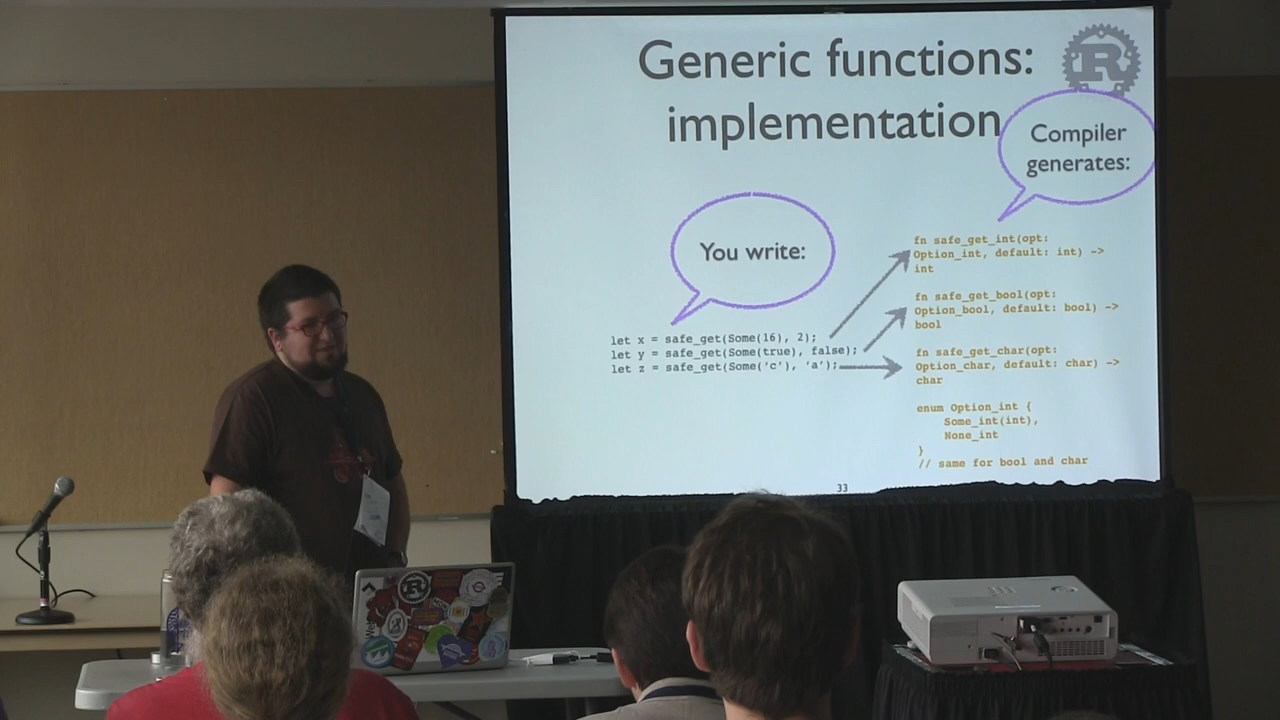 Generic functions:
implementation
Compiler
generates:
You write:
let x = safe_get(Some(16), 2);
let y = safe_get(Some(true), false);
let z = safe_get(Some('c'), 'a');
fn safe_get_int(opt:
Option_int, default: int) ->
int
fn safe_get_bool(opt:
Option_bool, default: bool) ->
bool
fn safe_get_char(opt:
Option_char, default: char) ->
char
enum Option_int {
Some_int(int),
None_int
}
// same for bool and char
33
R
R